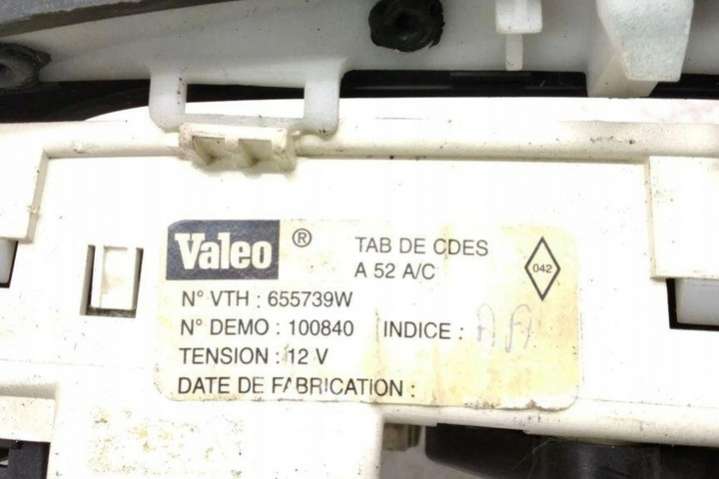 Valeo ® TAB DE CDES
A 52 A/C
042
N° VTH : 655739W
N° DEMO : 100840 INDICE :
TENSION : 12 V
DATE DE FABRICATION :